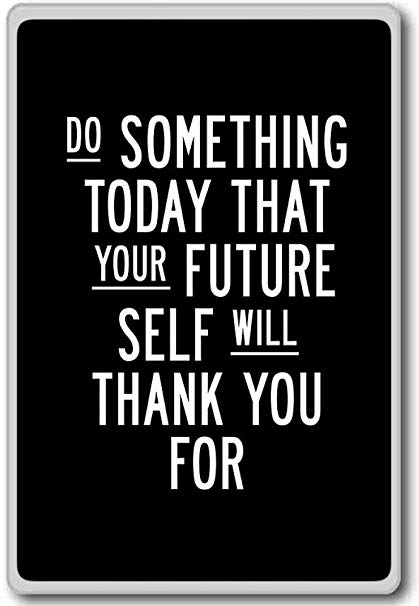 DO SOMETHING
TODAY THAT
YOUR FUTURE
SELF WILL
THANK YOU
FOR